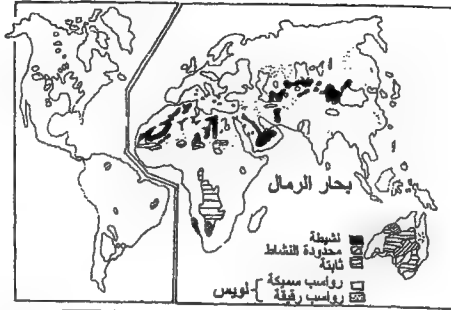 بحار الرمال
نشيطة
محدودة النشاط
ثابتة
رواسب سميكة
رواسب رقيقة
لويس